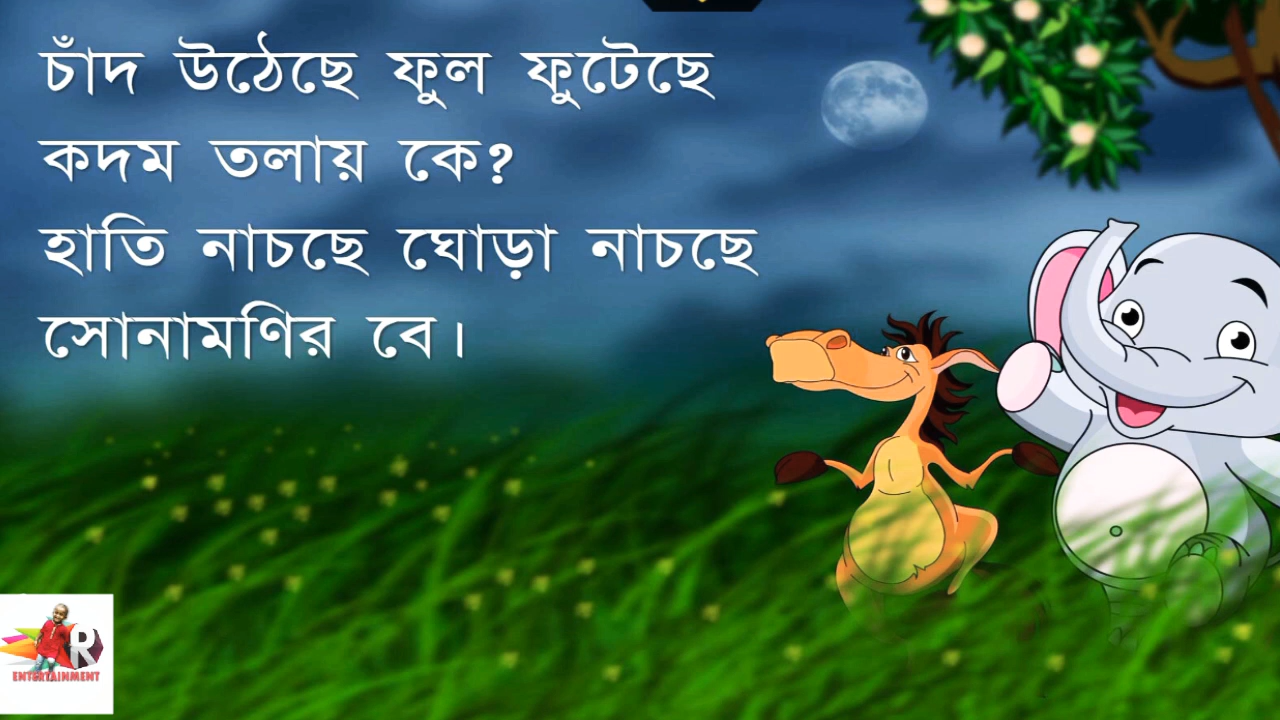 চাঁদ উঠেছে ফুল ফুটেছে
কদম তলায় কে?
হাতি নাচছে ঘোড়া নাচছে
সোনামণির বে।
R
ENTERTAINMENT